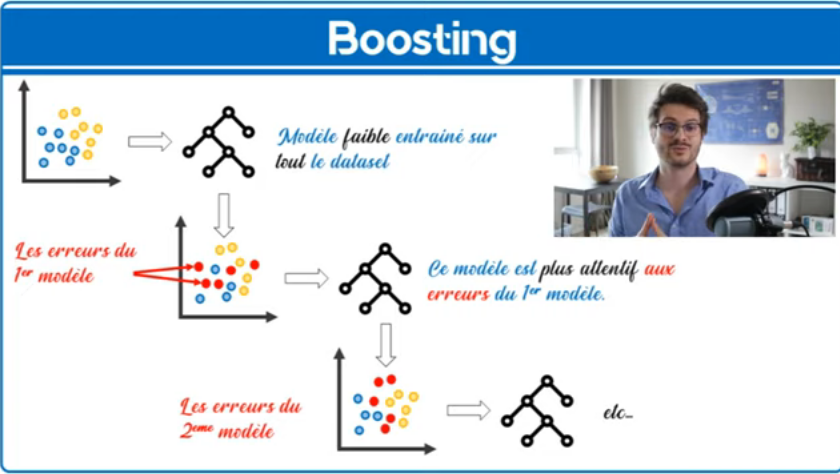 Boosting
Modèle faible entrainé sur
tout le dataset
Les erreurs du
1er modèle
Ce modèle est plus attentif aux
erreurs du 1er modèle.
Les erreurs du
2eme modèle
etc...